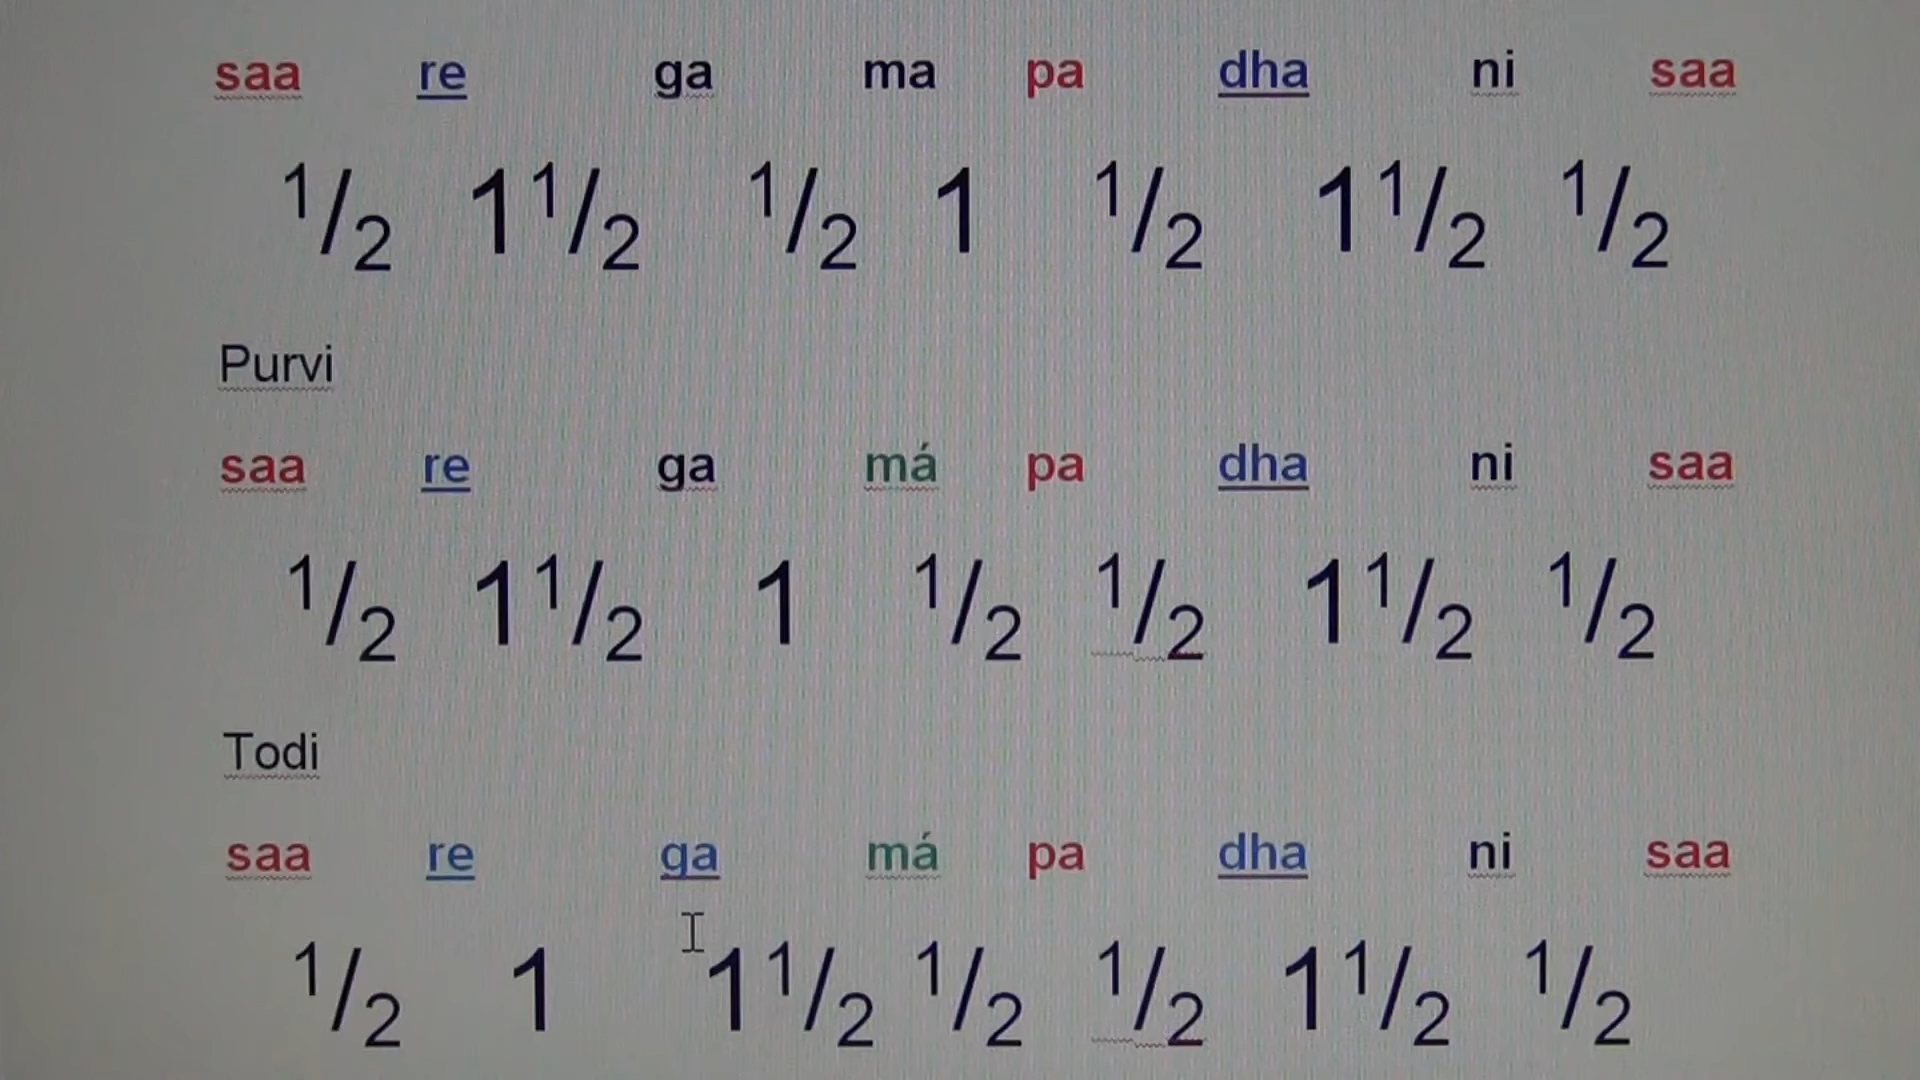 saa re ga ma pa dha ni saa
1/2 1 1/2 1/2 1 1/2 1 1/2 1/2
Purvi
saa re ga má pa dha ni saa
1/2 1 1/2 1 1/2 1/2 1 1/2 1/2
Todi
saa re ga má pa dha ni saa
1/2 1 1 1/2 1/2 1/2 1 1/2 1/2